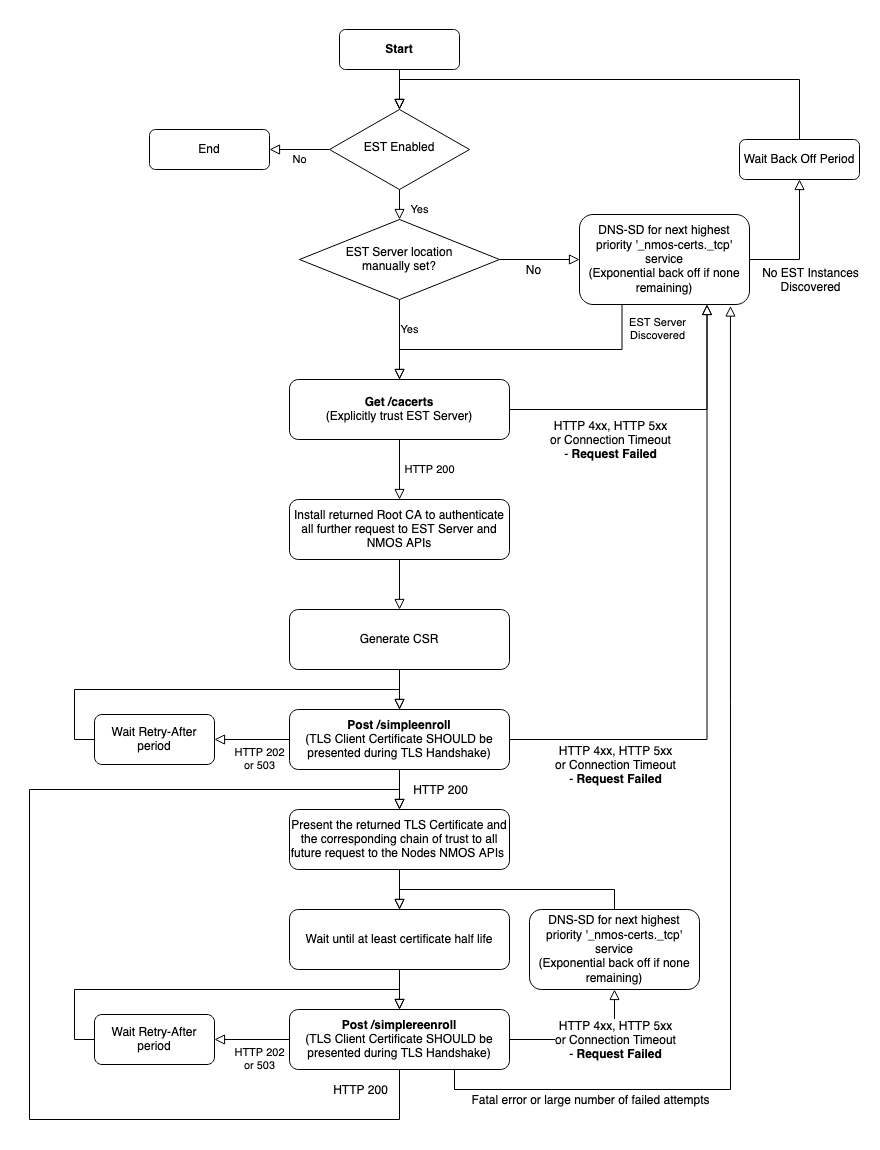 Start
EST Enabled
End
No
Wait Back Off Period
Yes
EST Server location
manually set?
No
DNS-SD for next highest
priority '_nmos-certs._tcp'
service
(Exponential back off if none
remaining)
No EST Instances
Discovered
Yes
EST Server
Discovered
Get /cacerts
(Explicitly trust EST Server)
HTTP 4xx, HTTP 5xx
or Connection Timeout
- Request Failed
HTTP 200
Install returned Root CA to authenticate
all further request to EST Server and
NMOS APIs
Generate CSR
Post /simpleenroll
(TLS Client Certificate SHOULD be
presented during TLS Handshake)
Wait Retry-After
period
HTTP 202
or 503
HTTP 4xx, HTTP 5xx
or Connection Timeout
- Request Failed
HTTP 200
Present the returned TLS Certificate and
the corresponding chain of trust to all
future request to the Nodes NMOS APIs
Wait until at least certificate half life
DNS-SD for next highest
priority '_nmos-certs._tcp'
service
(Exponential back off if none
remaining)
Post /simplereenroll
(TLS Client Certificate SHOULD be
presented during TLS Handshake)
Wait Retry-After
period
HTTP 202
or 503
HTTP 4xx, HTTP 5xx
or Connection Timeout
- Request Failed
HTTP 200
Fatal error or large number of failed attempts